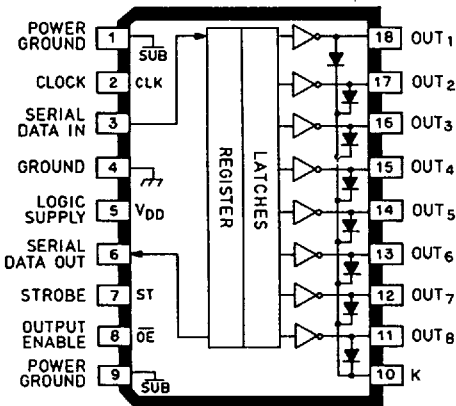 POWER GROUND 1 SUB
CLOCK 2 CLK
SERIAL DATA IN 3
GROUND 4
LOGIC SUPPLY 5 VDD
SERIAL DATA OUT 6
STROBE 7 ST
OUTPUT ENABLE 8 OE
POWER GROUND 9 SUB
REGISTER
LATCHES
18 OUT1
17 OUT2
16 OUT3
15 OUT4
14 OUT5
13 OUT6
12 OUT7
11 OUT8
10 K